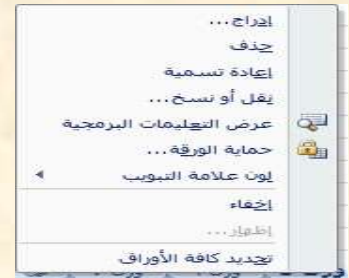 إدراج...
حذف
إعادة تسمية
نقل أو نسخ...
عرض التعليمات البرمجية
حماية الورقة...
لون علامة التبويب
إخفاء
إظهار...
تحديد كافة الأوراق